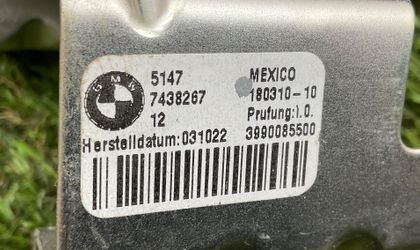 BMW
5147 MEXICO
7438267 180310-10
12 Prufung:i.O.
Herstelldatum:031022 3990085500